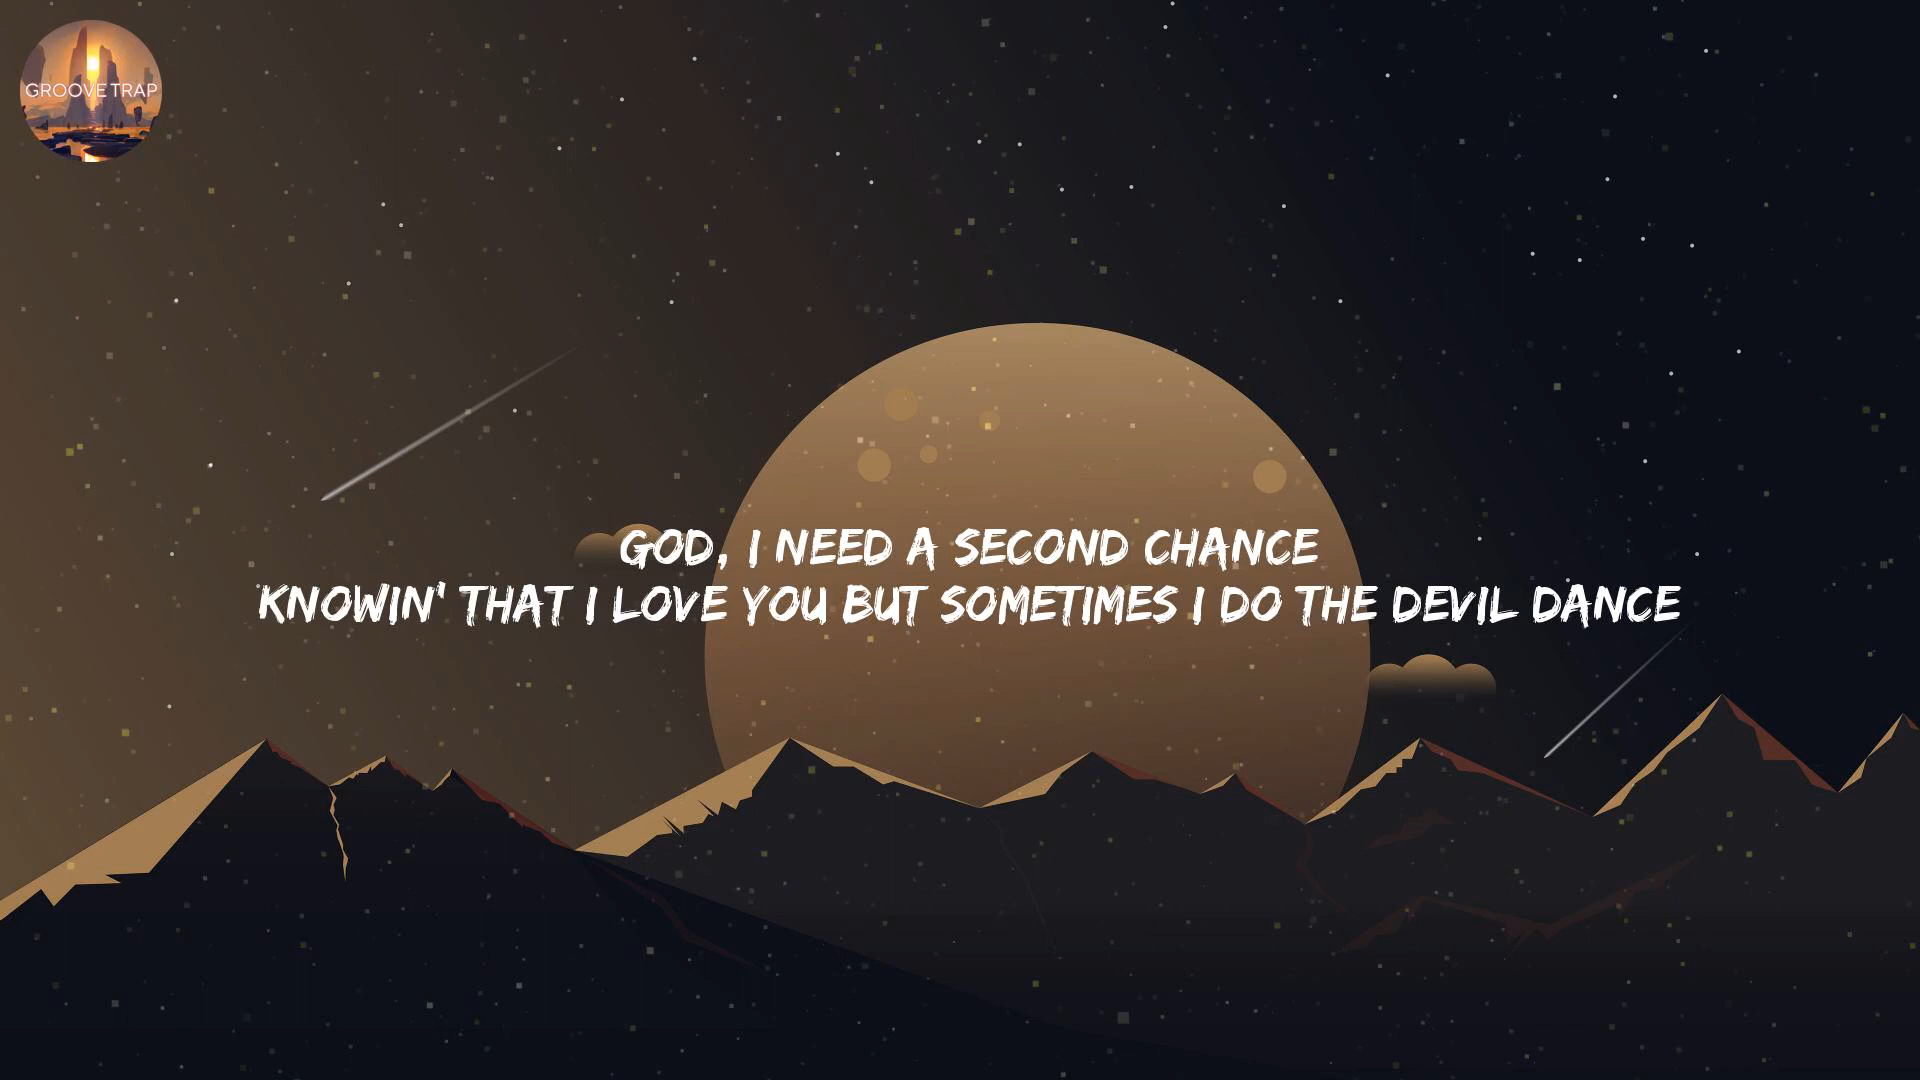 GROOVE TRAP
GOD, I NEED A SECOND CHANCE
KNOWIN' THAT I LOVE YOU BUT SOMETIMES I DO THE DEVIL DANCE